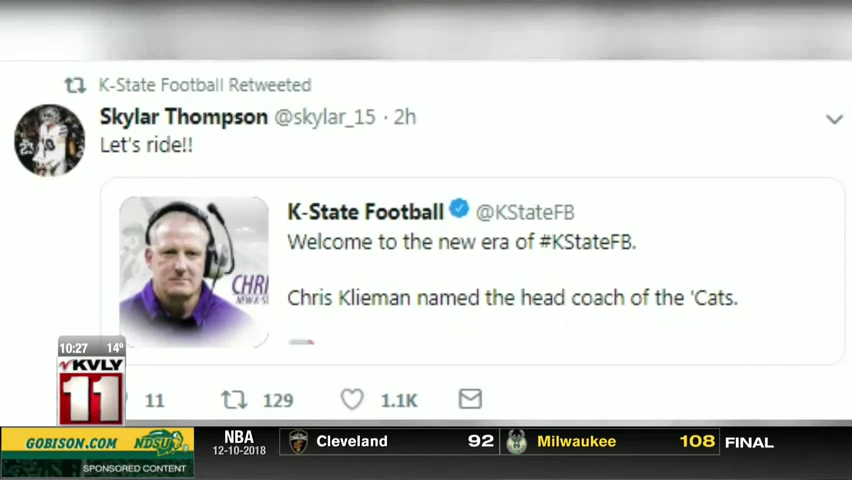 K-State Football Retweeted
Skylar Thompson @skylar_15 · 2h
Let's ride!!
K-State Football @KStateFB
Welcome to the new era of #KStateFB.
CHRI
NEW K-S
Chris Klieman named the head coach of the 'Cats.
10:27 14°
KVLY
11
11 129 1.1K
GOBISON.COM NDSU
SPONSORED CONTENT
NBA
12-10-2018
Cleveland 92 Milwaukee 108 FINAL